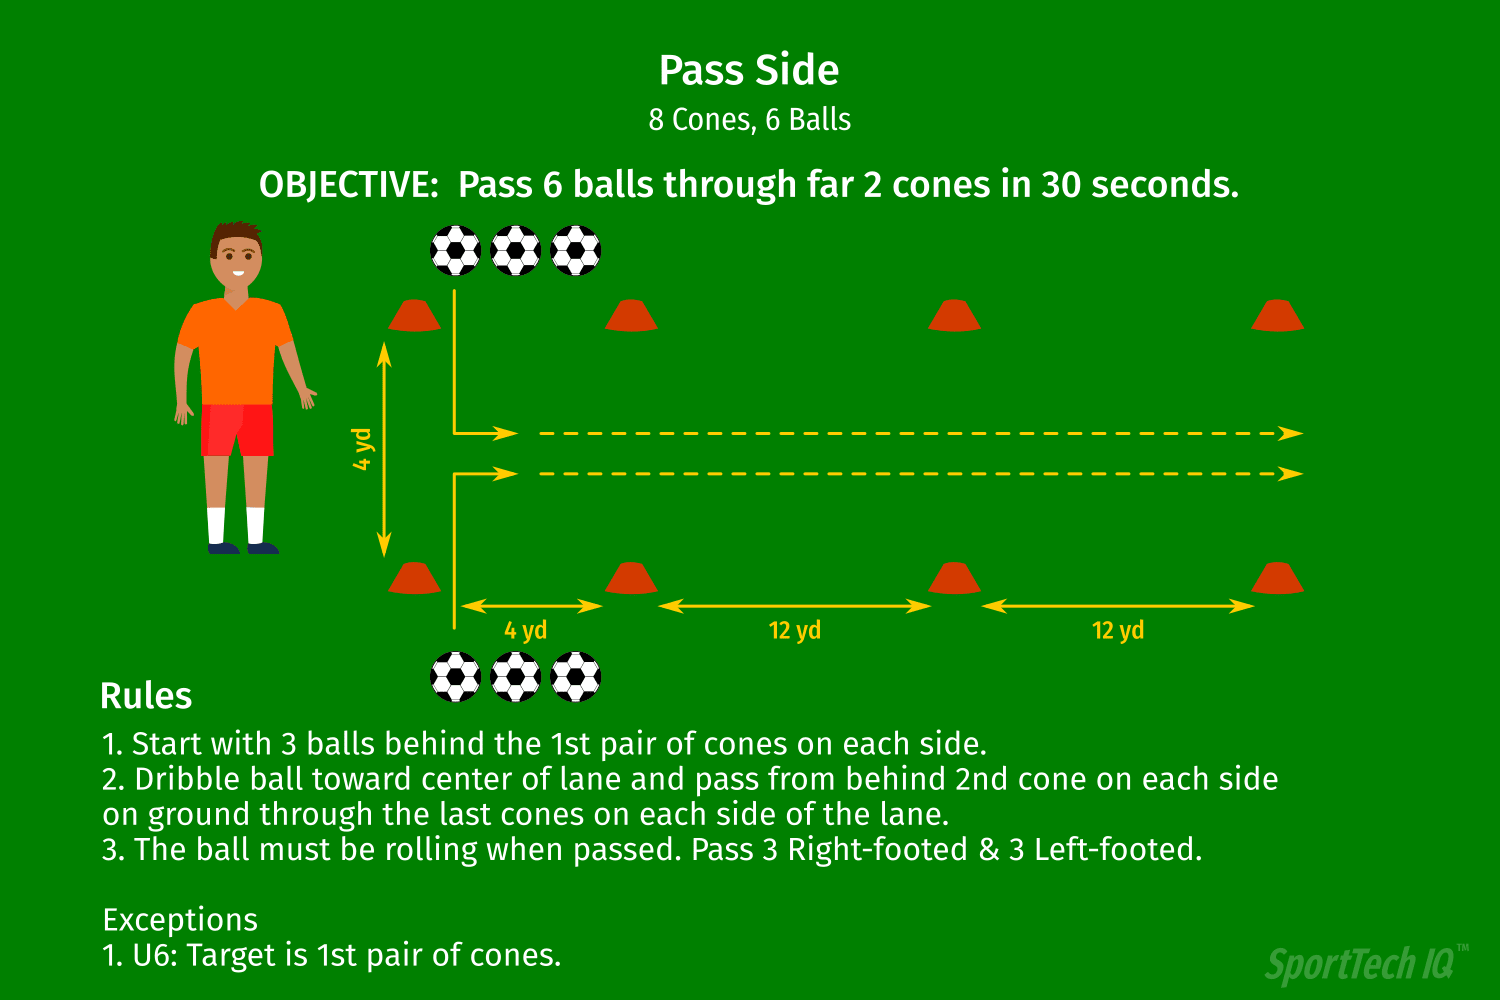 Pass Side
8 Cones, 6 Balls
OBJECTIVE:  Pass 6 balls through far 2 cones in 30 seconds.
4 yd
4 yd
12 yd
12 yd
Rules
1. Start with 3 balls behind the 1st pair of cones on each side.
2. Dribble ball toward center of lane and pass from behind 2nd cone on each side
on ground through the last cones on each side of the lane.
3. The ball must be rolling when passed. Pass 3 Right-footed & 3 Left-footed.
Exceptions
1. U6: Target is 1st pair of cones.
SportTech IQ™